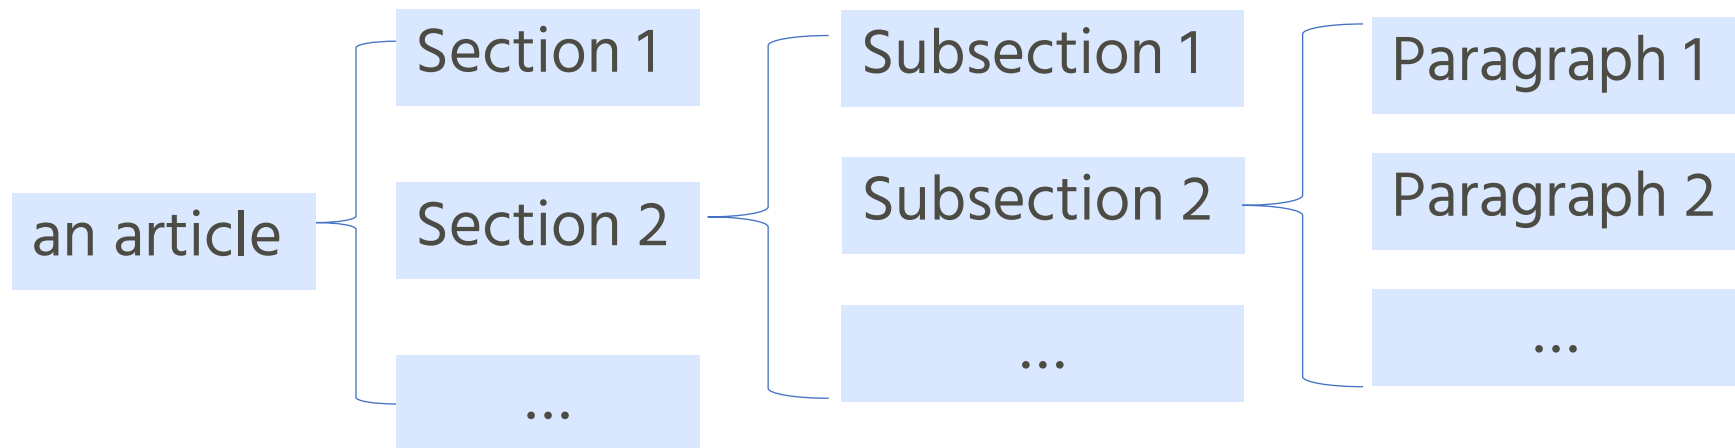 an article
Section 1
Section 2
...
Subsection 1
Subsection 2
...
Paragraph 1
Paragraph 2
...